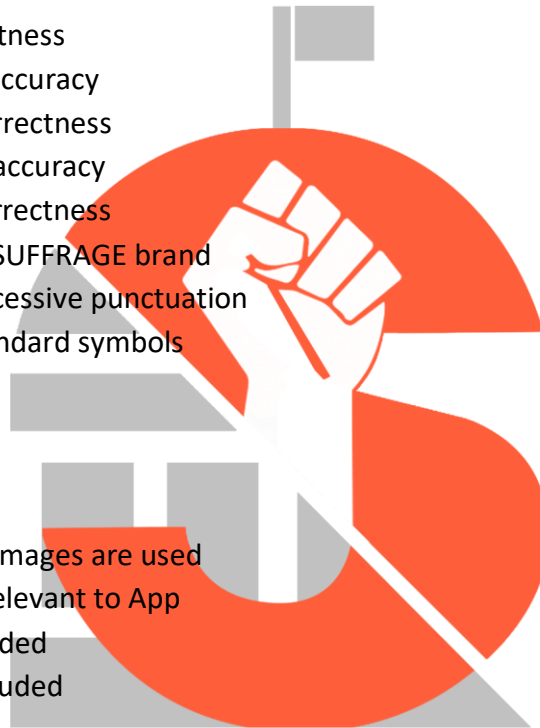 tness
ccuracy
rrectness
accuracy
rrectness
SUFFRAGE brand
cessive punctuation
ndard symbols
mages are used
elevant to App
ded
uded